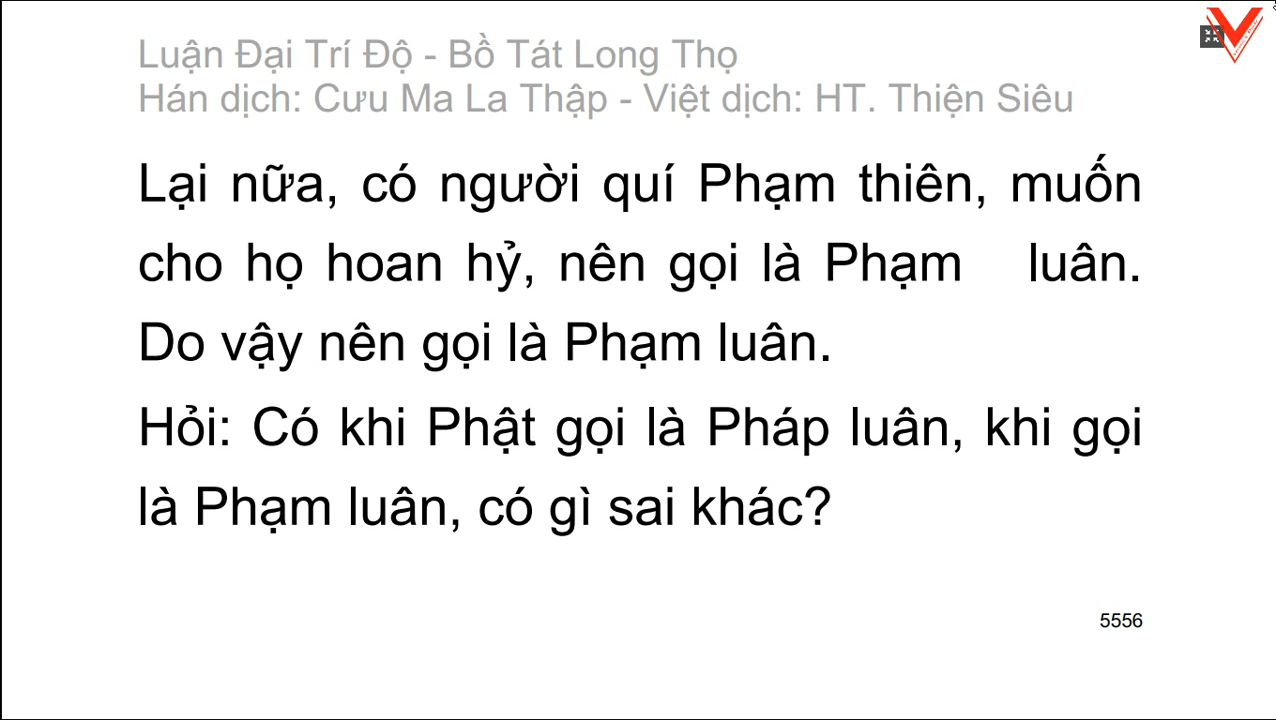 Luận Đại Trí Độ - Bồ Tát Long Thọ
Hán dịch: Cưu Ma La Thập - Việt dịch: HT. Thiện Siêu
Lại nữa, có người quí Phạm thiên, muốn
cho họ hoan hỷ, nên gọi là Phạm luân.
Do vậy nên gọi là Phạm luân.
Hỏi: Có khi Phật gọi là Pháp luân, khi gọi
là Phạm luân, có gì sai khác?
5556